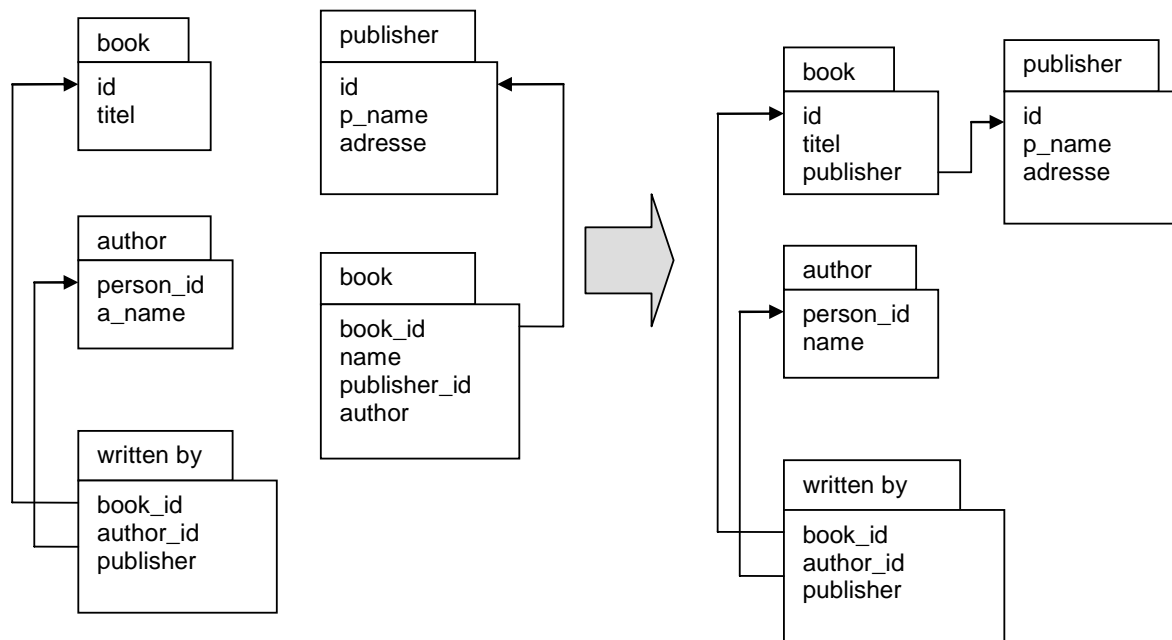 book
id
titel
author
person_id
a_name
written by
book_id
author_id
publisher
publisher
id
p_name
adresse
book
book_id
name
publisher_id
author
book
id
titel
publisher
publisher
id
p_name
adresse
author
person_id
name
written by
book_id
author_id
publisher